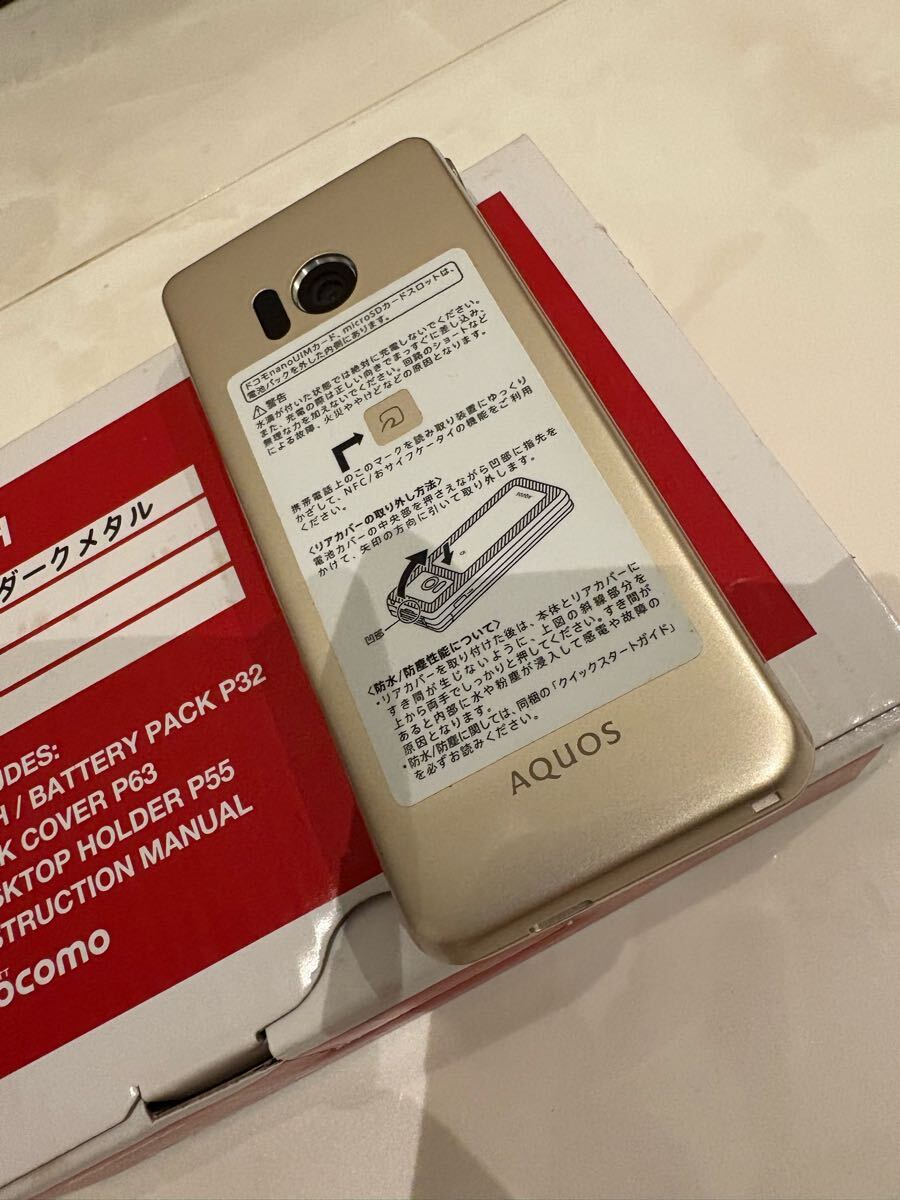 ドコモnanoUIMカード、microSDカードスロットは、
電池パックを外した内側にあります。
警告
水滴が付いた状態では絶対に充電しないでください。
また、充電の際は正しい向きでまっすぐに差し込み、
無理な力を加えないでください。回路のショートなど
による故障、火災ややけどなどの原因となります。
携帯電話上のこのマークを読み取り装置にゆっくり
かざして、NFC/おサイフケータイの機能をご利用
ください。
〈リアカバーの取り外し方法〉
電池カバーの中央部を押さえながら凹部に指先を
かけて、矢印の方向に引いて取り外します。
AQUOS
凹部
〈防水/防塵性能について〉
・リアカバーを取り付けた後は、本体とリアカバーに
すき間が生じないように、上図の斜線部分を
上から両手でしっかりと押してください。すき間が
あると内部に水や粉塵が浸入して感電や故障の
原因となります。
・防水/防塵に関しては、同梱の「クイックスタートガイド」
を必ずお読みください。
AQUOS
H
ダークメタル
UDES:
H / BATTERY PACK P32
K COVER P63
SKTOP HOLDER P55
STRUCTION MANUAL
TT
ocomo